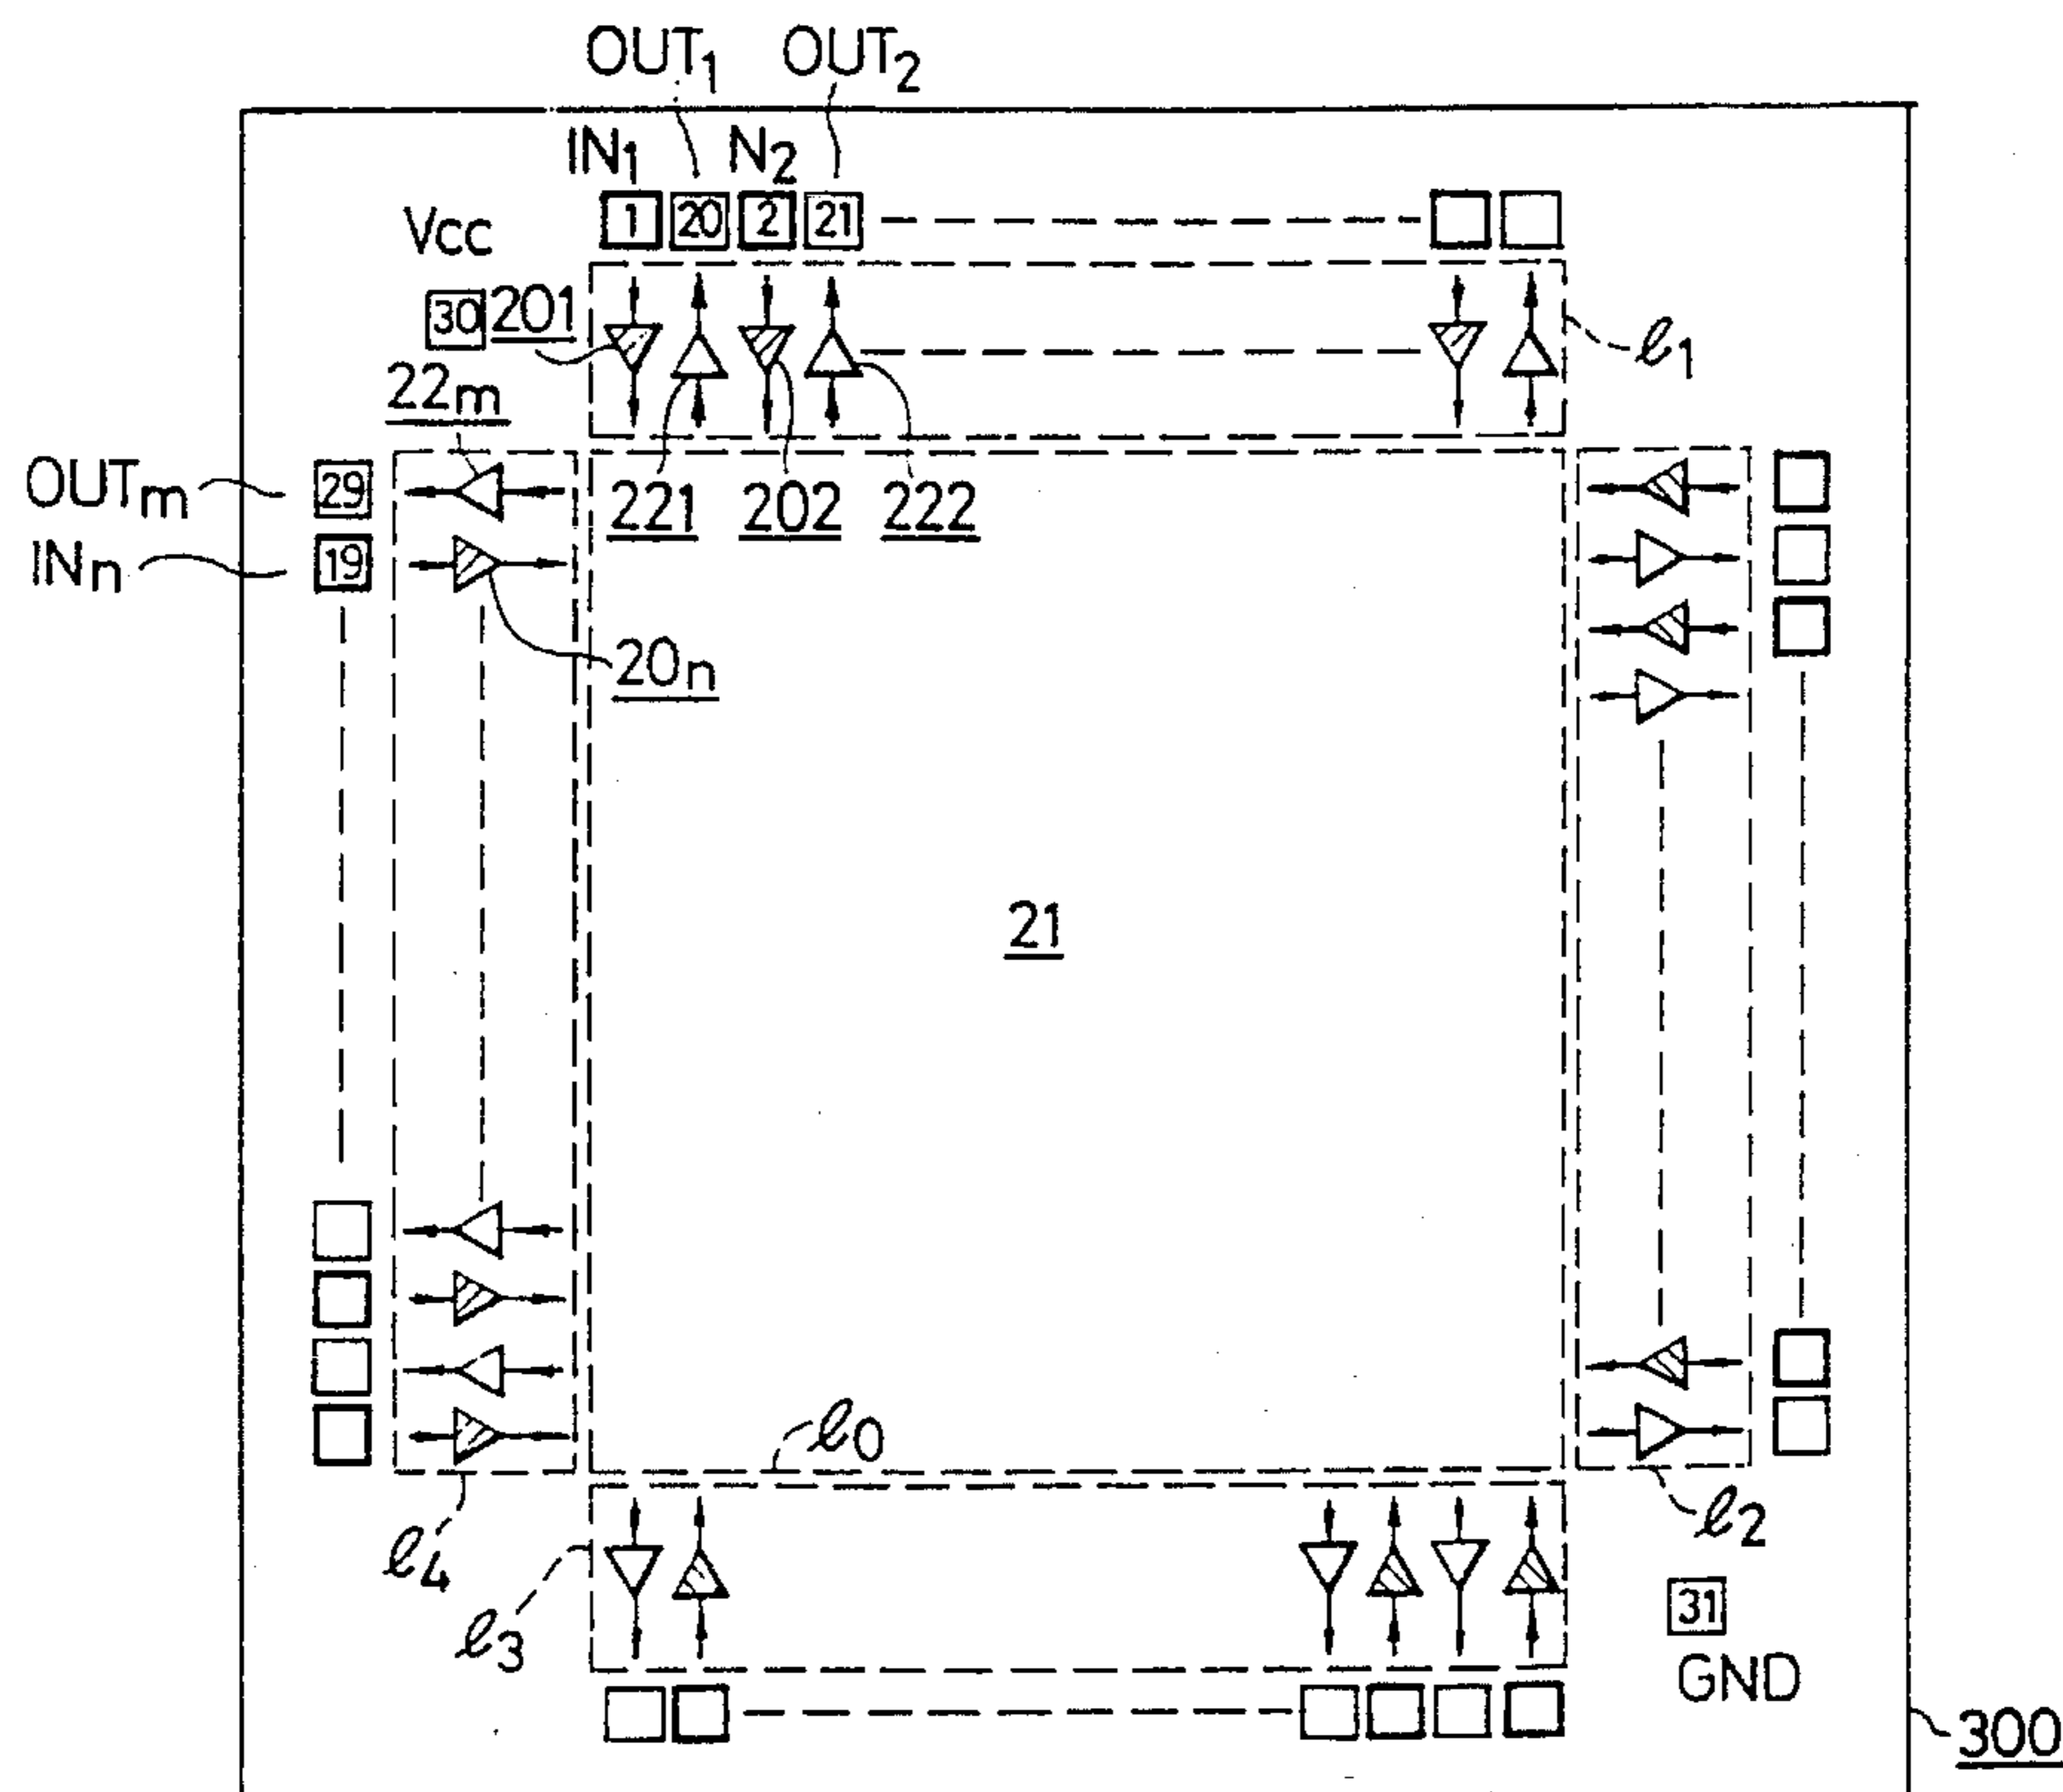 OUT1 OUT2
IN1 N2
1 20 2 21
Vcc
30 201
ℓ1
22m
OUTm 29
221 202 222
INn 19
20n
21
ℓ0
ℓ2
ℓ4
ℓ3
31
GND
300